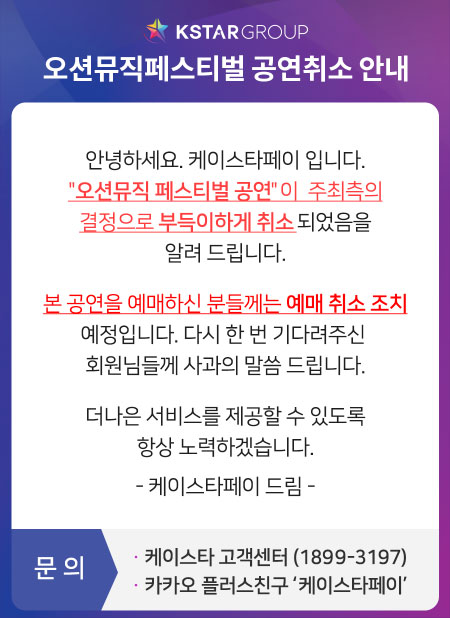 KSTAR GROUP
오션뮤직페스티벌 공연취소 안내
안녕하세요. 케이스타페이 입니다.
"오션뮤직 페스티벌 공연"이 주최측의
결정으로 부득이하게 취소 되었음을
알려 드립니다.
본 공연을 예매하신 분들께는 예매 취소 조치
예정입니다. 다시 한 번 기다려주신
회원님들께 사과의 말씀 드립니다.
더나은 서비스를 제공할 수 있도록
항상 노력하겠습니다.
- 케이스타페이 드림 -
문 의
· 케이스타 고객센터 (1899-3197)
· 카카오 플러스친구 ‘케이스타페이’